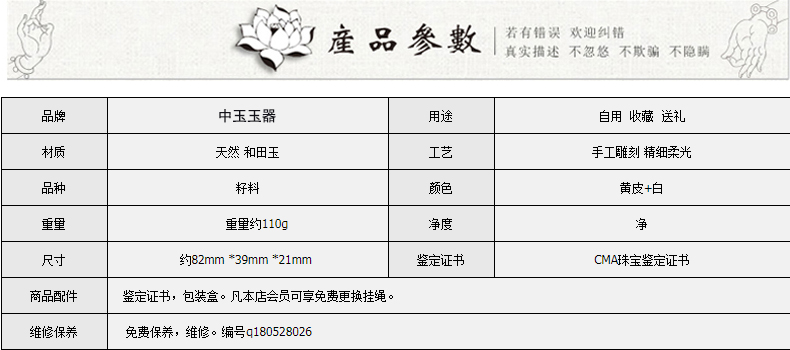 產品參數
若有错误 欢迎纠错
真实描述 不忽悠 不欺骗 不隐瞒
品牌 中玉玉器 用途 自用 收藏 送礼
材质 天然 和田玉 工艺 手工雕刻 精细柔光
品种 籽料 颜色 黄皮+白
重量 重量约110g 净度 净
尺寸 约82mm *39mm *21mm 鉴定证书 CMA珠宝鉴定证书
商品配件 鉴定证书，包装盒。凡本店会员可享免费更换挂绳。
维修保养 免费保养，维修。编号q180528026